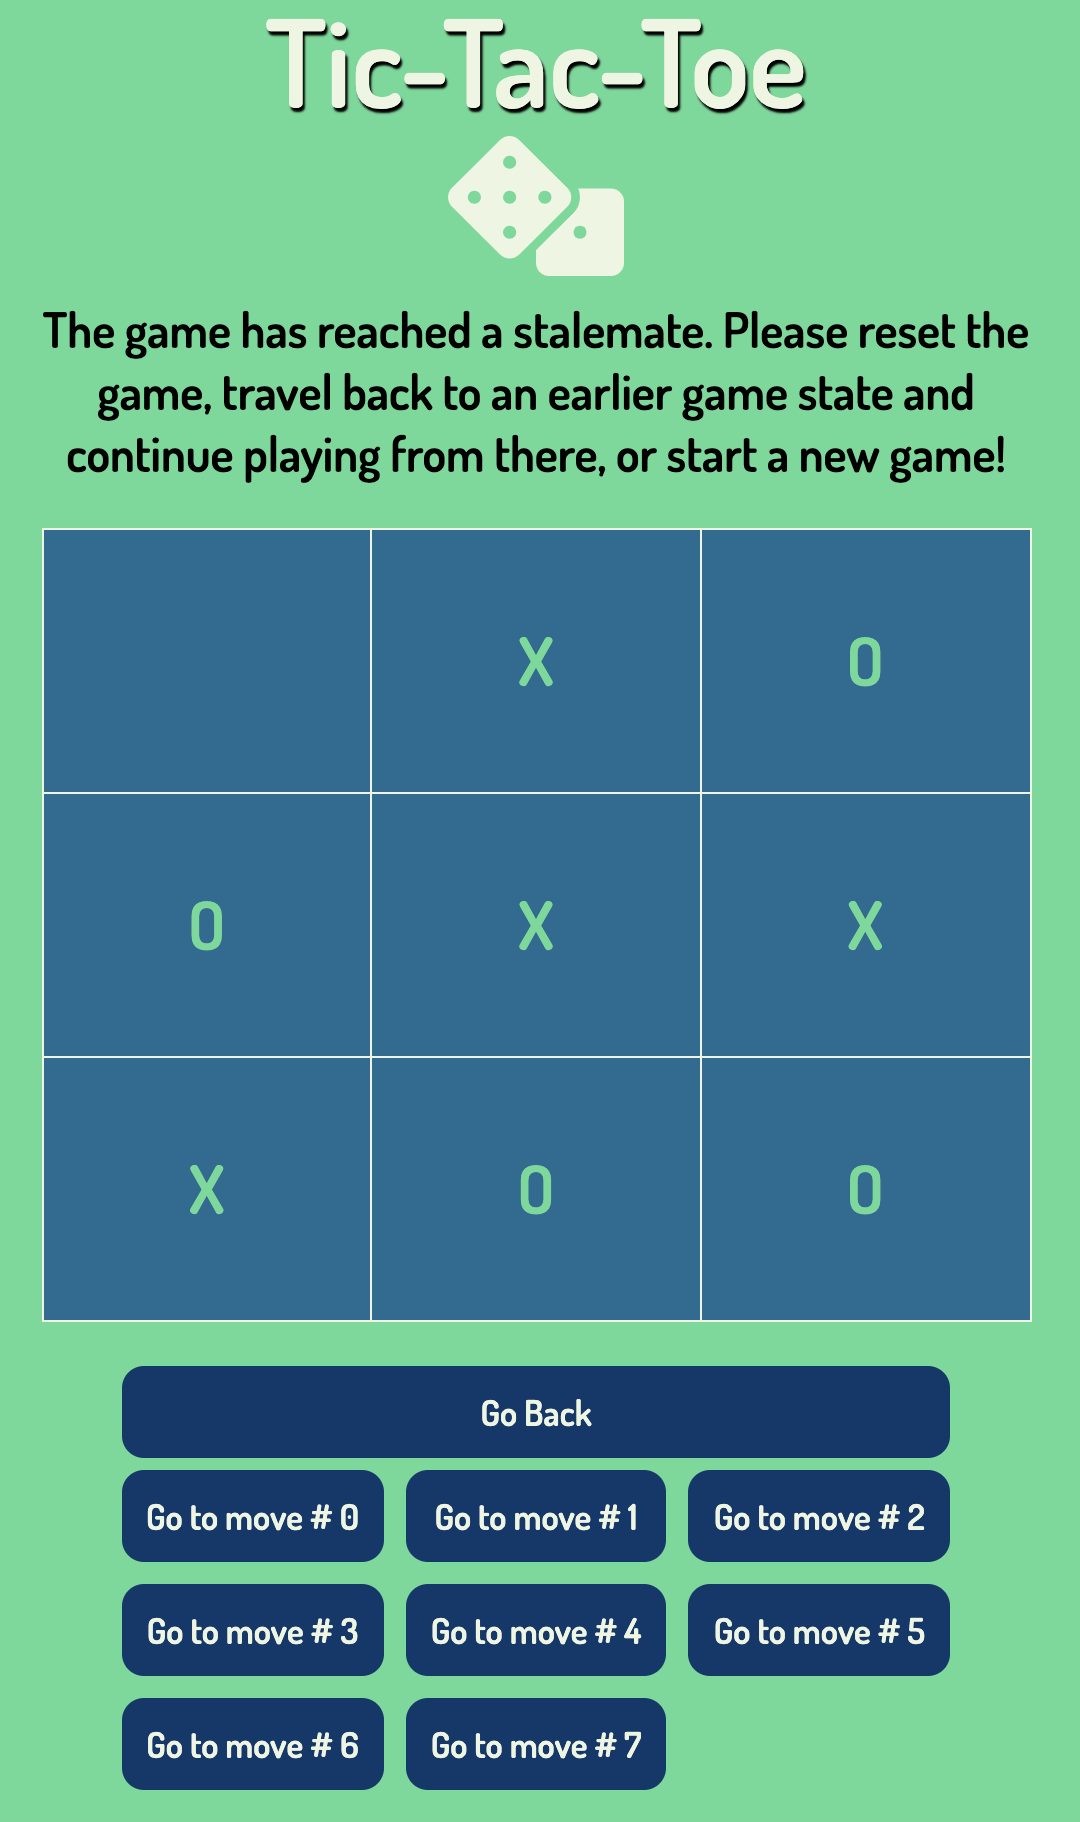 Tic-Tac-Toe
The game has reached a stalemate. Please reset the
game, travel back to an earlier game state and
continue playing from there, or start a new game!
X O
O X X
X O O
Go Back
Go to move # 0 Go to move # 1 Go to move # 2
Go to move # 3 Go to move # 4 Go to move # 5
Go to move # 6 Go to move # 7